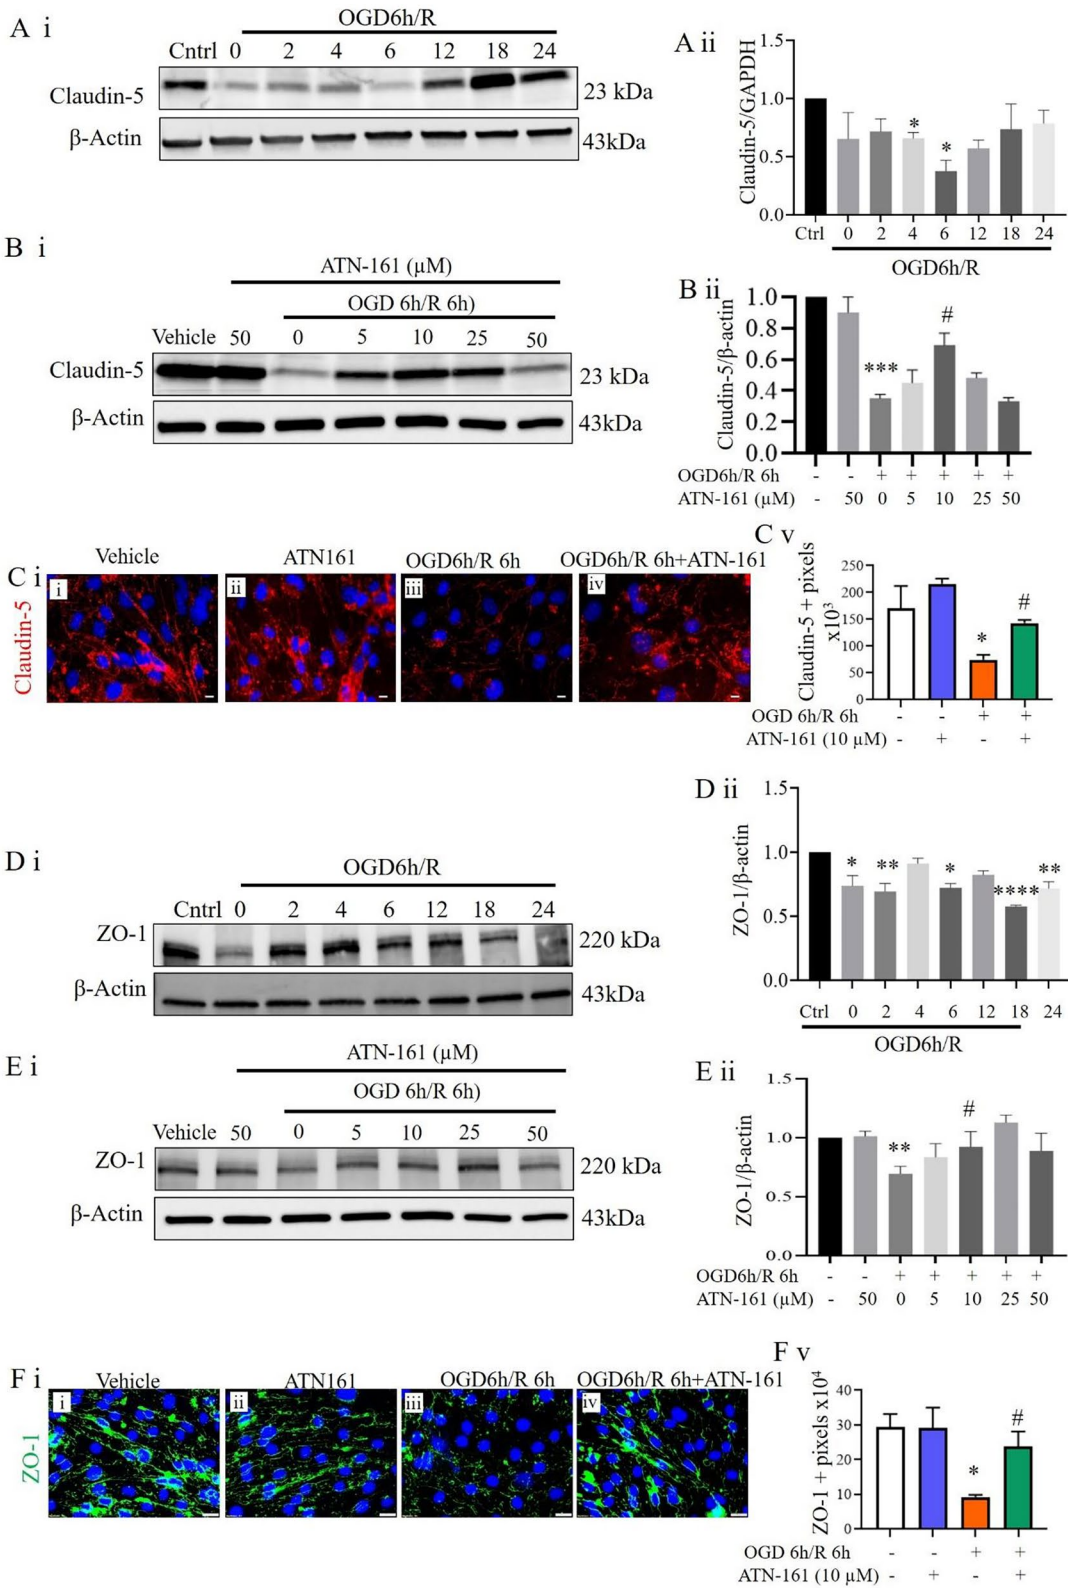 A i
OGD6h/R
Cntrl 0 2 4 6 12 18 24
Claudin-5
23 kDa
β-Actin
43kDa
A ii
Claudin-5/GAPDH
1.5
1.0
0.5
0.0
* *
Ctrl 0 2 4 6 12 18 24
OGD6h/R
B i
ATN-161 (µM)
OGD 6h/R 6h)
Vehicle 50 0 5 10 25 50
Claudin-5
23 kDa
β-Actin
43kDa
B ii
Claudin-5/β-actin
1.0
0.8
0.6
0.4
0.2
0.0
*** #
OGD6h/R 6h - - + + + + +
ATN-161 (µM) - 50 0 5 10 25 50
C i
Claudin-5
Vehicle ATN161 OGD6h/R 6h OGD6h/R 6h+ATN-161
i ii iii iv
C v
Claudin-5 + pixels
x10³
250
200
150
100
50
0
* #
OGD 6h/R 6h - - + +
ATN-161 (10 µM) - + - +
D i
OGD6h/R
Cntrl 0 2 4 6 12 18 24
ZO-1
220 kDa
β-Actin
43kDa
D ii
ZO-1/β-actin
1.5
1.0
0.5
0.0
* ** * **** **
Ctrl 0 2 4 6 12 18 24
OGD6h/R
E i
ATN-161 (µM)
OGD 6h/R 6h)
Vehicle 50 0 5 10 25 50
ZO-1
220 kDa
β-Actin
43kDa
E ii
ZO-1/β-actin
1.5
1.0
0.5
0.0
** #
OGD6h/R 6h - - + + + + +
ATN-161 (µM) - 50 0 5 10 25 50
F i
ZO-1
Vehicle ATN161 OGD6h/R 6h OGD6h/R 6h+ATN-161
i ii iii iv
F v
ZO-1 + pixels x10⁴
40
30
20
10
0
* #
OGD 6h/R 6h - - + +
ATN-161 (10 µM) - + - +